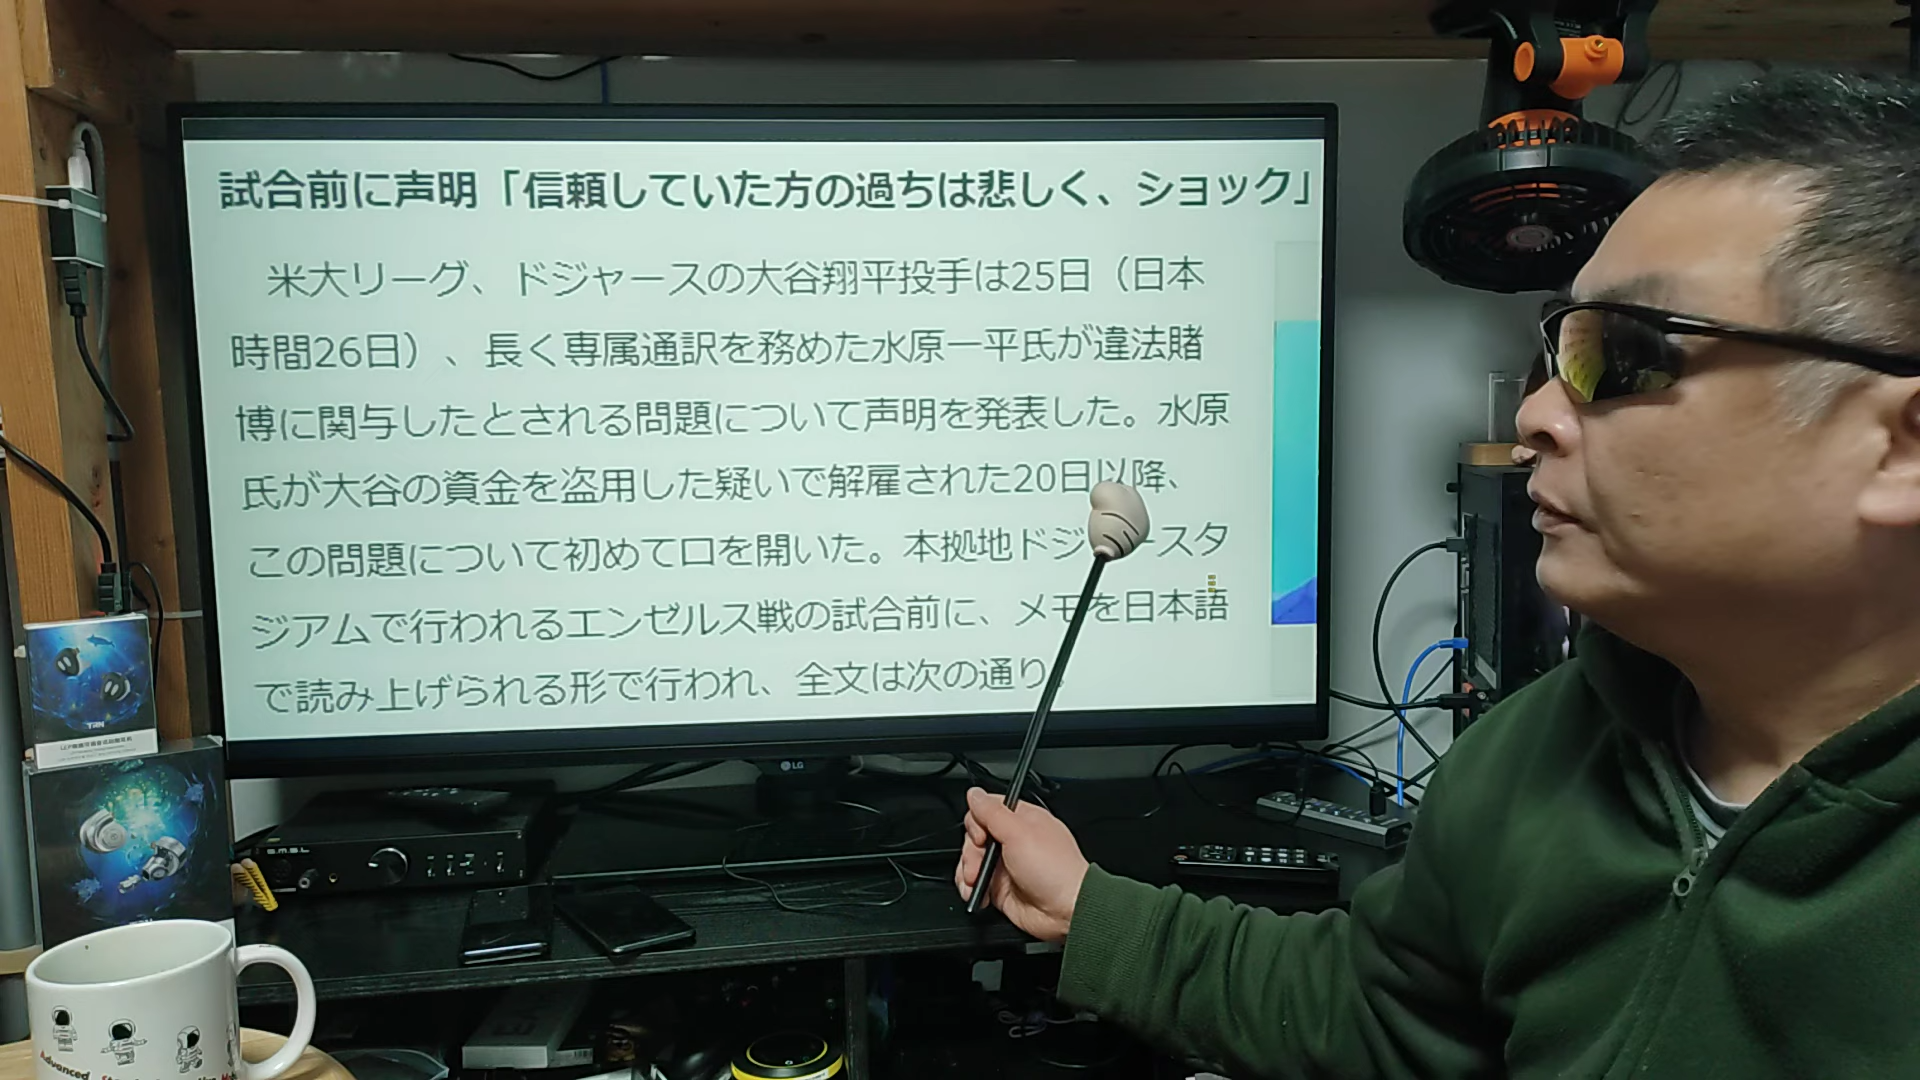 試合前に声明「信頼していた方の過ちは悲しく、ショック」
米大リーグ、ドジャースの大谷翔平投手は25日（日本
時間26日）、長く専属通訳を務めた水原一平氏が違法賭
博に関与したとされる問題について声明を発表した。水原
氏が大谷の資金を盗用した疑いで解雇された20日以降、
この問題について初めて口を開いた。本拠地ドジ ースタ
ジアムで行われるエンゼルス戦の試合前に、メモを日本語
で読み上げられる形で行われ、全文は次の通り
LG
S.M.S.L
TRN
Advanced